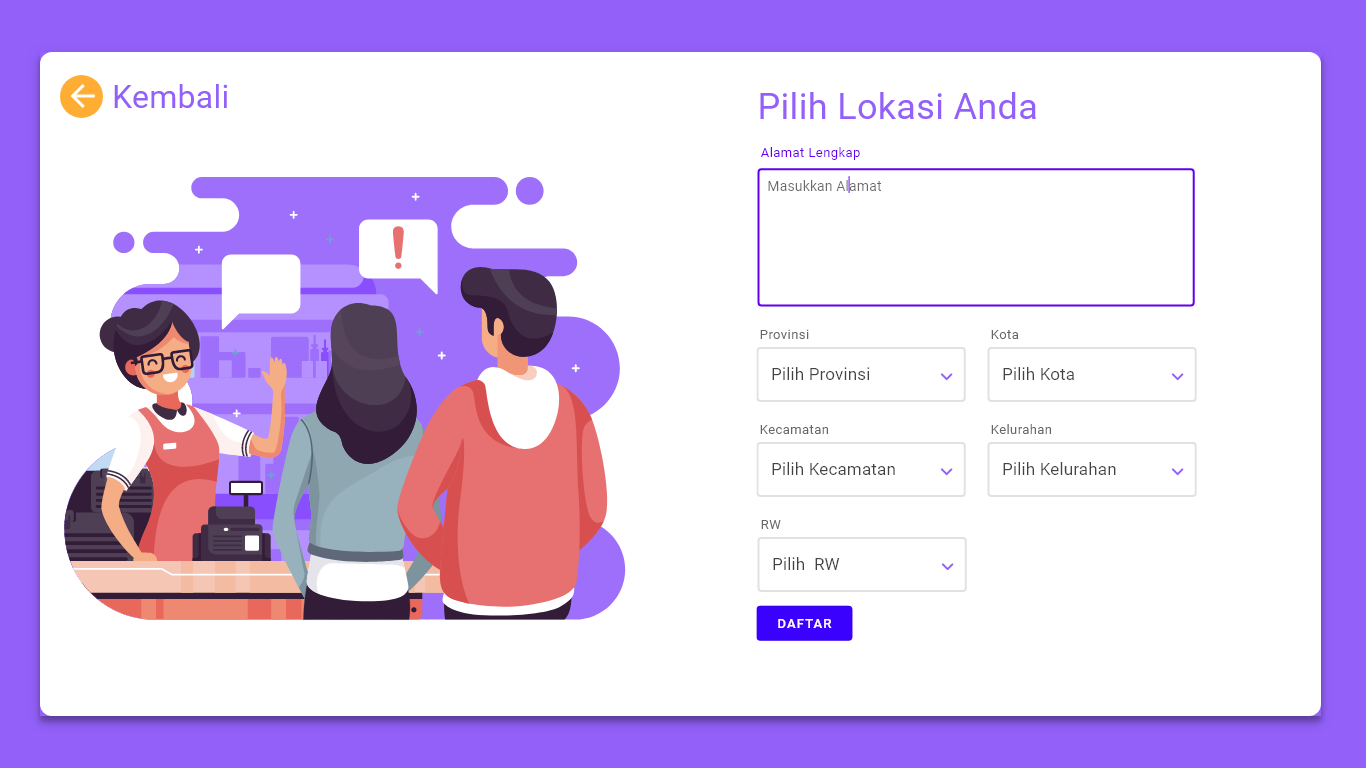 Kembali
Pilih Lokasi Anda
Alamat Lengkap
Masukkan Alamat
Provinsi
Kota
Pilih Provinsi
Pilih Kota
Kecamatan
Kelurahan
Pilih Kecamatan
Pilih Kelurahan
RW
Pilih RW
DAFTAR
!